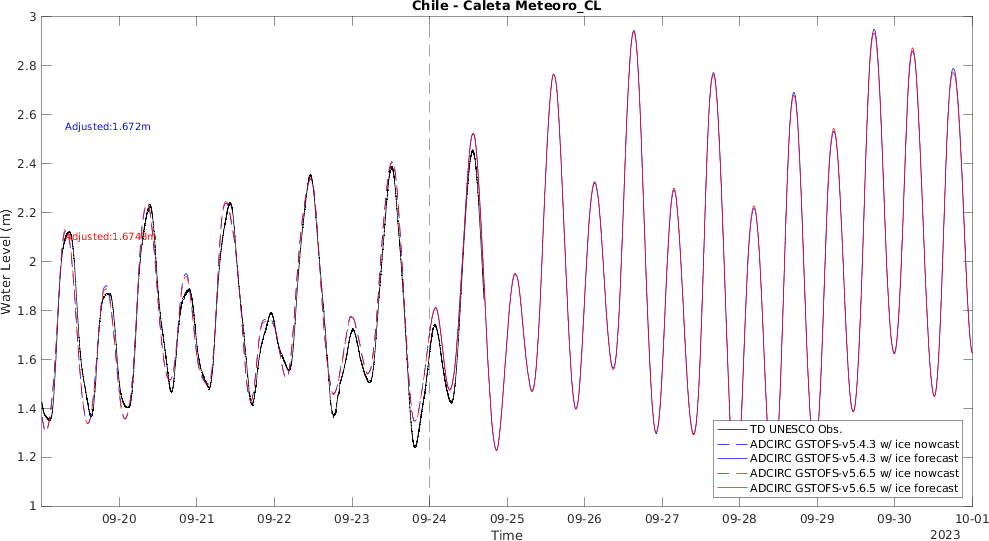 Chile - Caleta Meteoro_CL
3
2.8
2.6
2.4
2.2
2
1.8
1.6
1.4
1.2
1
Water Level (m)
Adjusted:1.672m
TD UNESCO Obs.
ADCIRC GSTOFS-v5.4.3 w/ ice nowcast
ADCIRC GSTOFS-v5.4.3 w/ ice forecast
ADCIRC GSTOFS-v5.6.5 w/ ice nowcast
ADCIRC GSTOFS-v5.6.5 w/ ice forecast
09-20 09-21 09-22 09-23 09-24 09-25 09-26 09-27 09-28 09-29 09-30 10-01
Time
2023